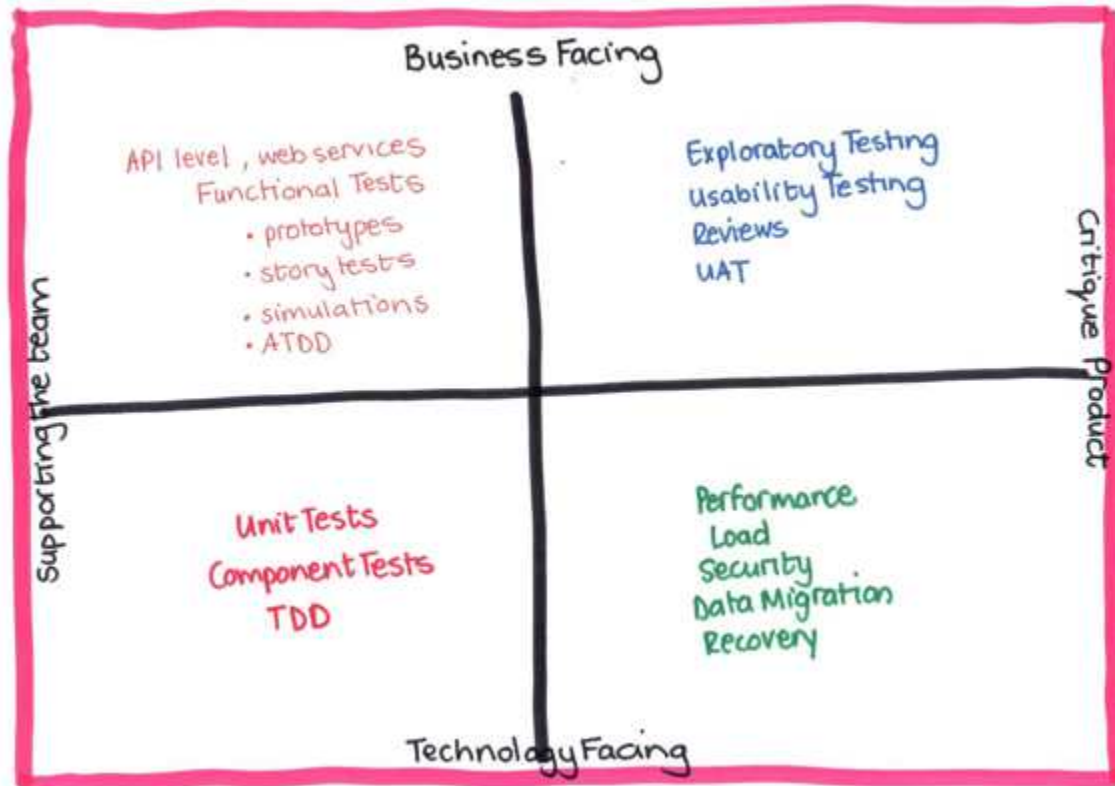 Business Facing
API level, web services
Functional Tests
• prototypes
• story tests
• simulations
• ATDD
Exploratory Testing
Usability Testing
Reviews
UAT
Supporting the team
Critique Product
Unit Tests
Component Tests
TDD
Performance
Load
Security
Data Migration
Recovery
Technology Facing